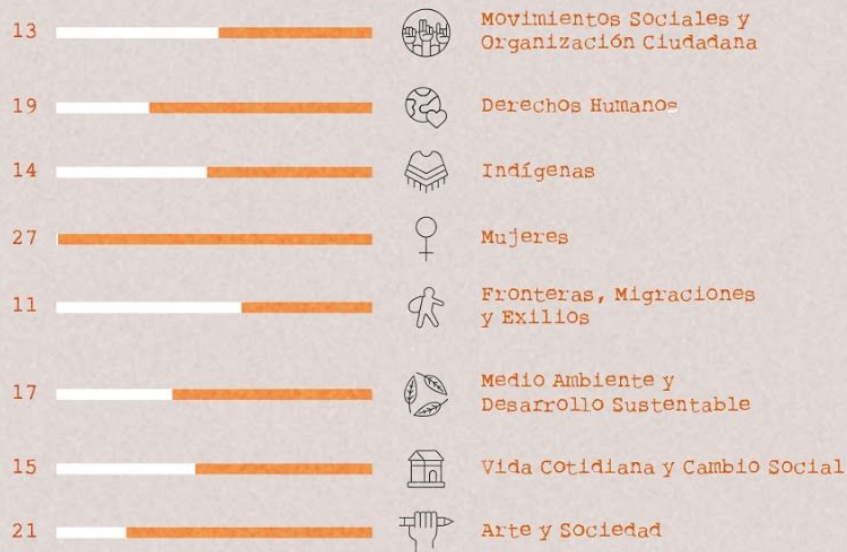 13
Movimientos Sociales y
Organización Ciudadana
19
Derechos Humanos
14
Indígenas
27
Mujeres
11
Fronteras, Migraciones
y Exilios
17
Medio Ambiente y
Desarrollo Sustentable
15
Vida Cotidiana y Cambio Social
21
Arte y Sociedad